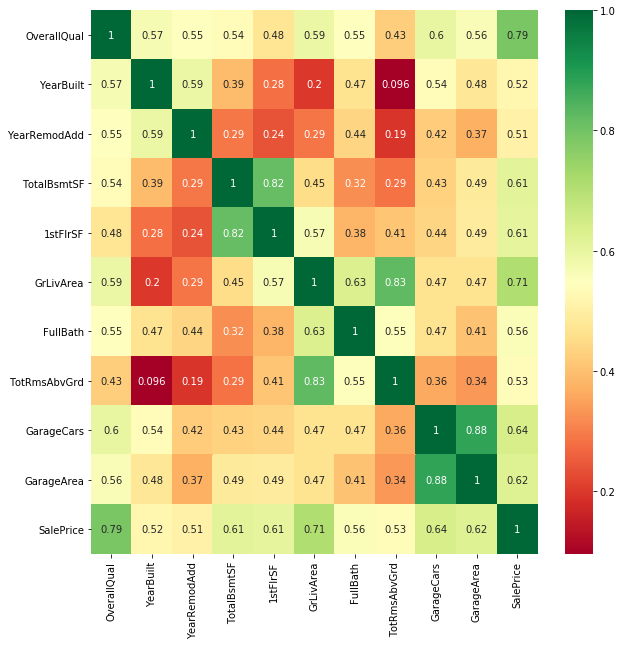 OverallQual 1 0.57 0.55 0.54 0.48 0.59 0.55 0.43 0.6 0.56 0.79
YearBuilt 0.57 1 0.59 0.39 0.28 0.2 0.47 0.096 0.54 0.48 0.52
YearRemodAdd 0.55 0.59 1 0.29 0.24 0.29 0.44 0.19 0.42 0.37 0.51
TotalBsmtSF 0.54 0.39 0.29 1 0.82 0.45 0.32 0.29 0.43 0.49 0.61
1stFlrSF 0.48 0.28 0.24 0.82 1 0.57 0.38 0.41 0.44 0.49 0.61
GrLivArea 0.59 0.2 0.29 0.45 0.57 1 0.63 0.83 0.47 0.47 0.71
FullBath 0.55 0.47 0.44 0.32 0.38 0.63 1 0.55 0.47 0.41 0.56
TotRmsAbvGrd 0.43 0.096 0.19 0.29 0.41 0.83 0.55 1 0.36 0.34 0.53
GarageCars 0.6 0.54 0.42 0.43 0.44 0.47 0.47 0.36 1 0.88 0.64
GarageArea 0.56 0.48 0.37 0.49 0.49 0.47 0.41 0.34 0.88 1 0.62
SalePrice 0.79 0.52 0.51 0.61 0.61 0.71 0.56 0.53 0.64 0.62 1
OverallQual
YearBuilt
YearRemodAdd
TotalBsmtSF
1stFlrSF
GrLivArea
FullBath
TotRmsAbvGrd
GarageCars
GarageArea
SalePrice
1.0
0.8
0.6
0.4
0.2